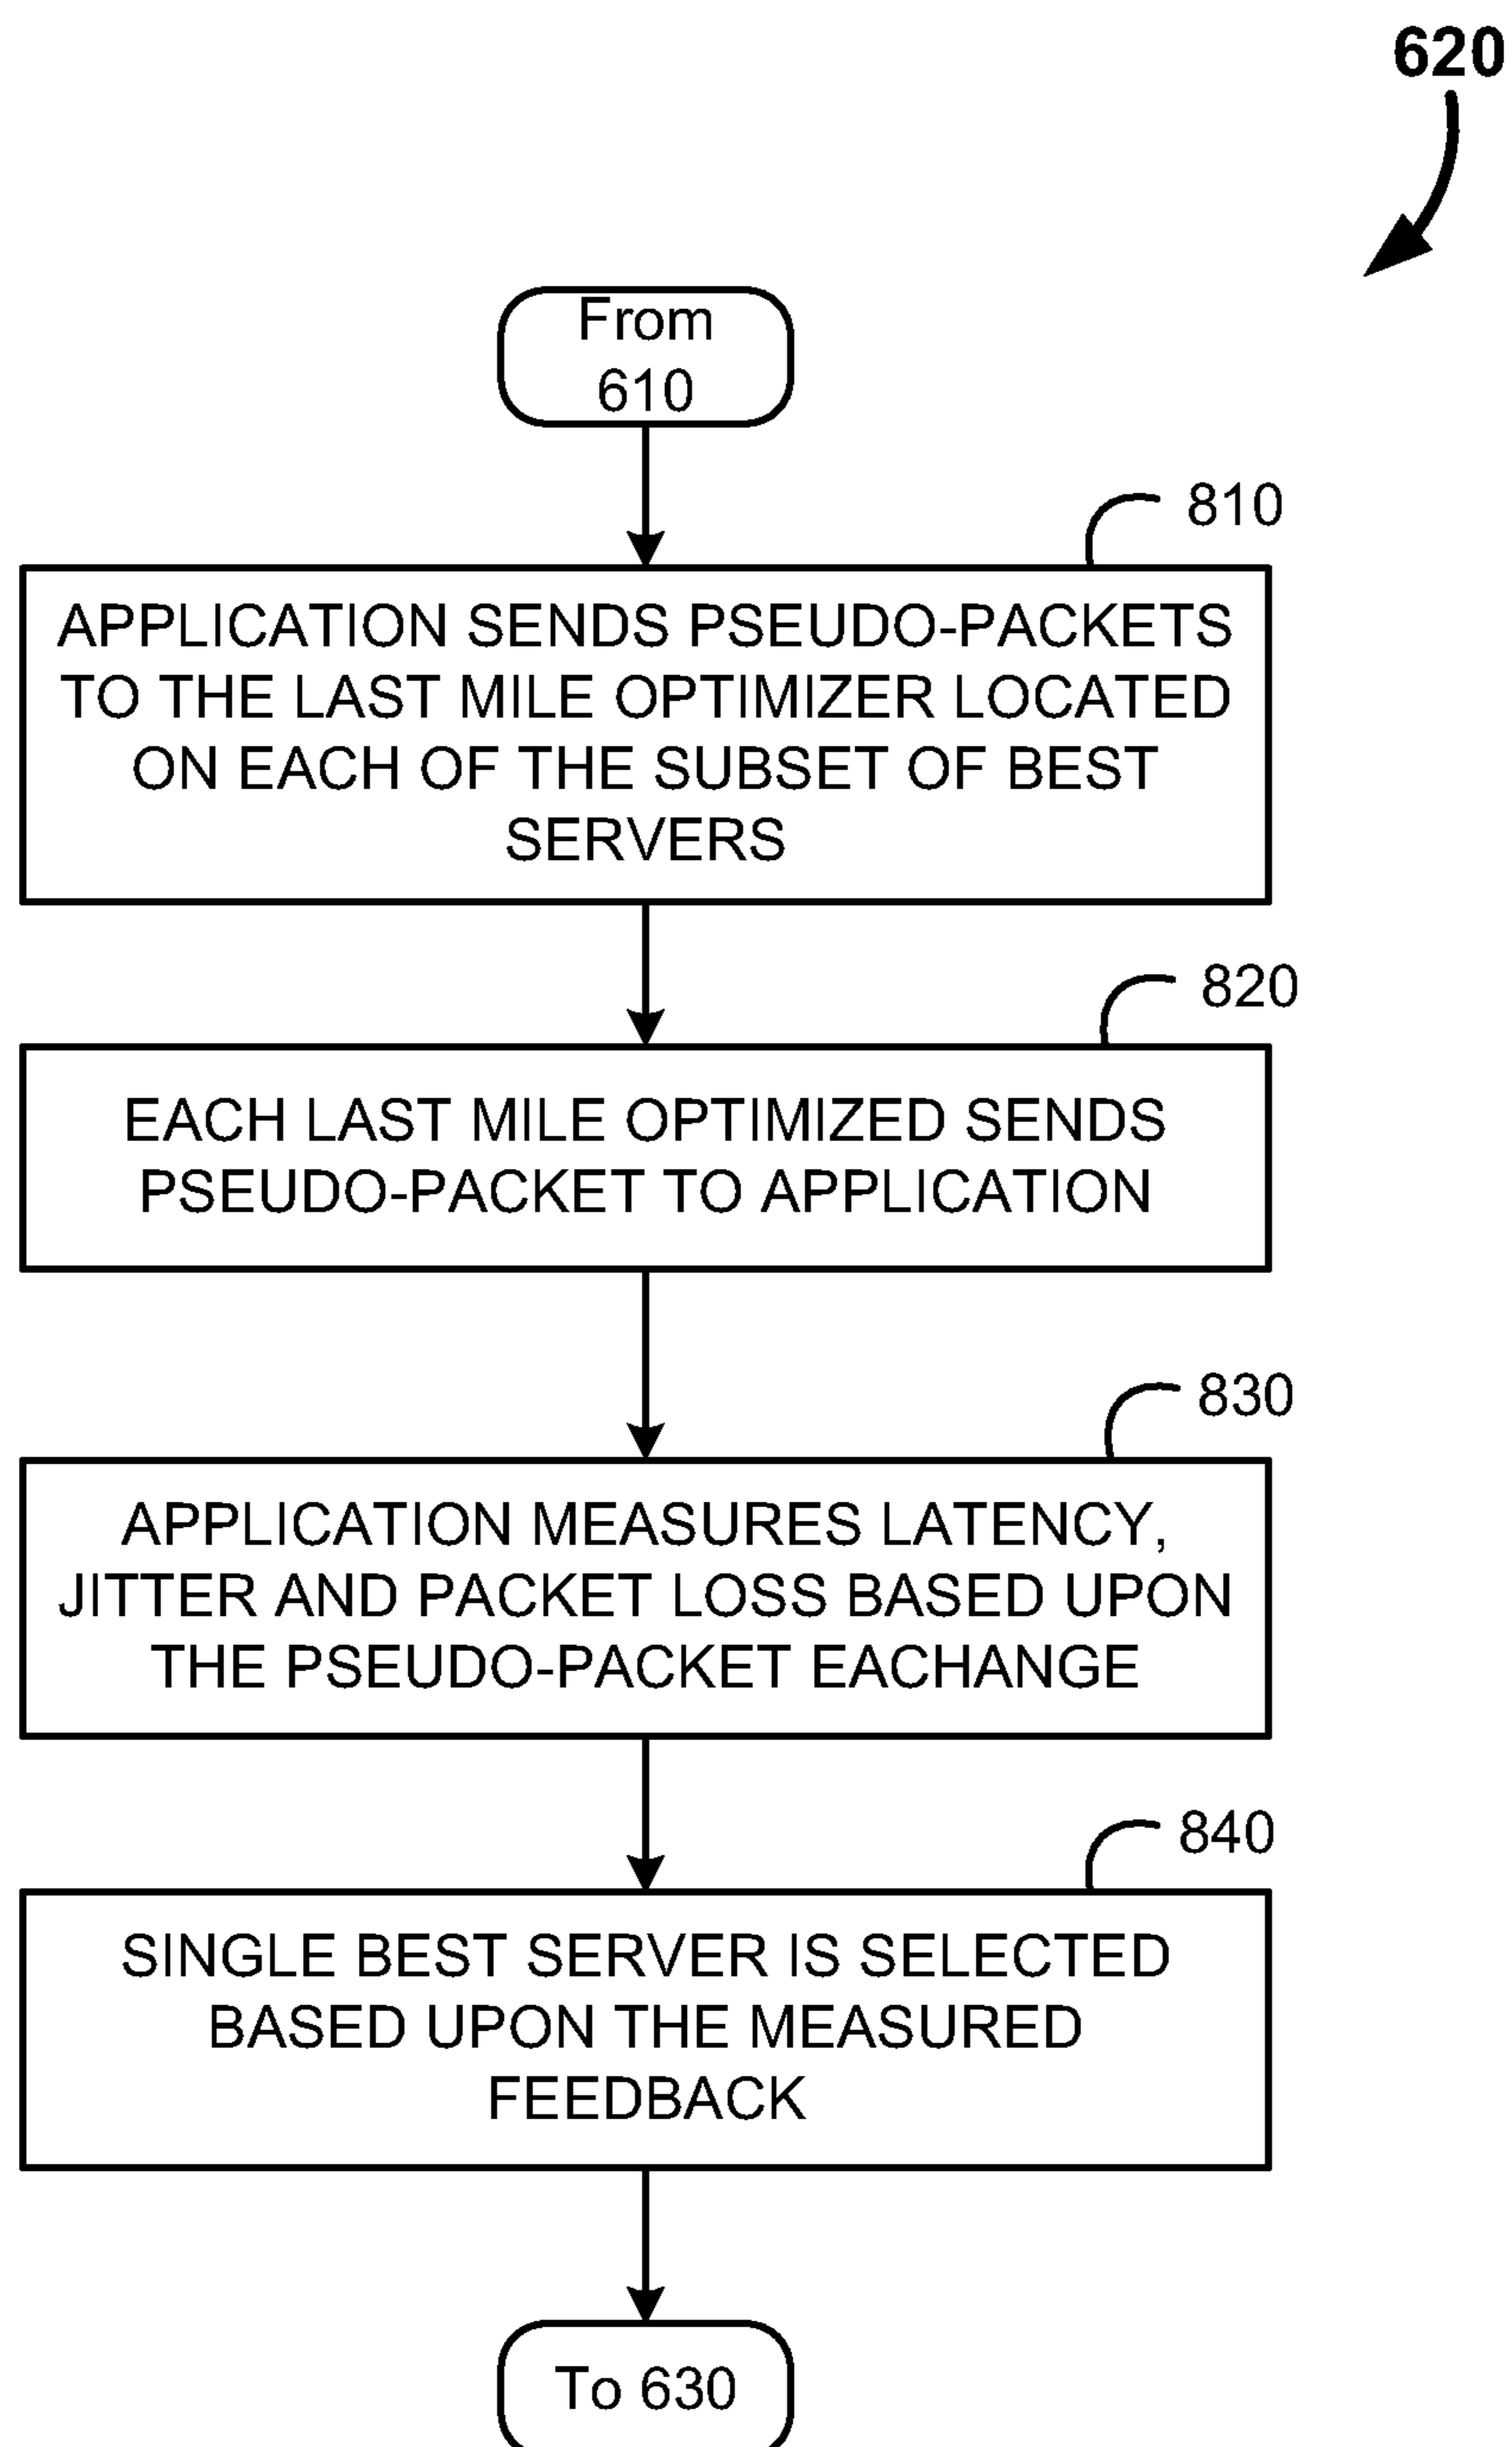 620
From
610
810
APPLICATION SENDS PSEUDO-PACKETS
TO THE LAST MILE OPTIMIZER LOCATED
ON EACH OF THE SUBSET OF BEST
SERVERS
820
EACH LAST MILE OPTIMIZED SENDS
PSEUDO-PACKET TO APPLICATION
830
APPLICATION MEASURES LATENCY,
JITTER AND PACKET LOSS BASED UPON
THE PSEUDO-PACKET EACHANGE
840
SINGLE BEST SERVER IS SELECTED
BASED UPON THE MEASURED
FEEDBACK
To 630